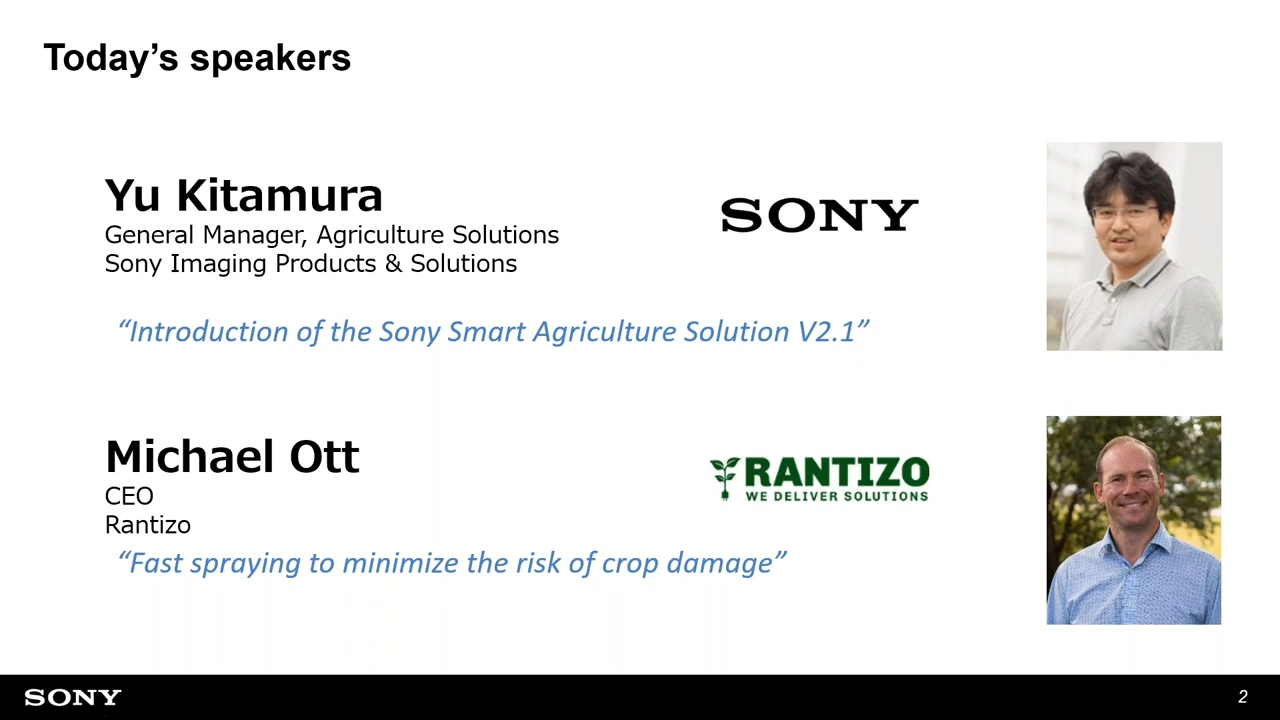 Today’s speakers
Yu Kitamura
General Manager, Agriculture Solutions
Sony Imaging Products & Solutions
SONY
“Introduction of the Sony Smart Agriculture Solution V2.1”
Michael Ott
CEO
Rantizo
RANTIZO
WE DELIVER SOLUTIONS
“Fast spraying to minimize the risk of crop damage”
SONY
2